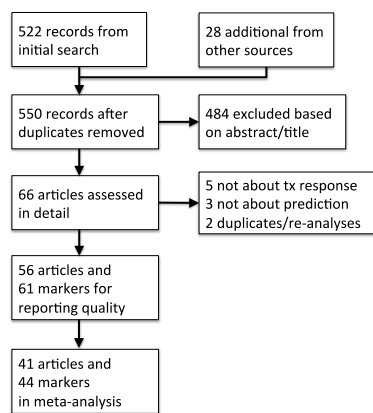 522 records from
initial search
28 additional from
other sources
550 records after
duplicates removed
484 excluded based
on abstract/title
66 articles assessed
in detail
5 not about tx response
3 not about prediction
2 duplicates/re-analyses
56 articles and
61 markers for
reporting quality
41 articles and
44 markers
in meta-analysis